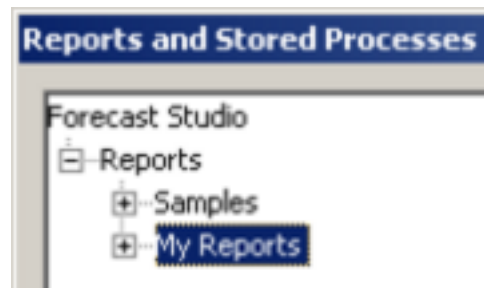 Reports and Stored Processes
Forecast Studio
Reports
Samples
My Reports